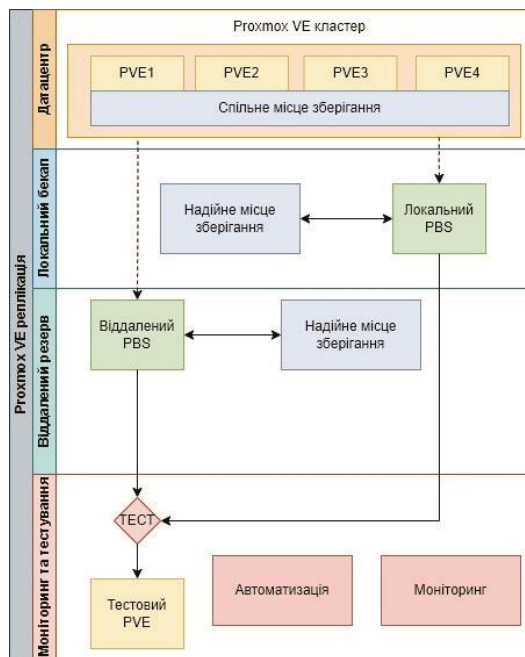 Proxmox VE реплікація
Датацентр
Proxmox VE кластер
PVE1
PVE2
PVE3
PVE4
Спільне місце зберігання
Локальний бекап
Надійне місце
зберігання
Локальний
PBS
Віддалений резерв
Віддалений
PBS
Надійне місце
зберігання
Моніторинг та тестування
ТЕСТ
Тестовий
PVE
Автоматизація
Моніторинг